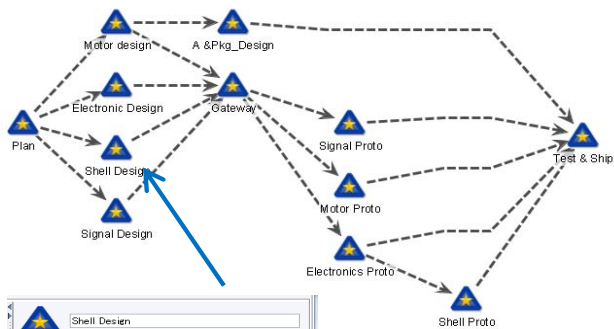 Motor design
A &Pkg_Design
Electronic Design
Gateway
Plan
Signal Proto
Test & Ship
Shell Design
Motor Proto
Signal Design
Electronics Proto
Shell Proto
Shell Design